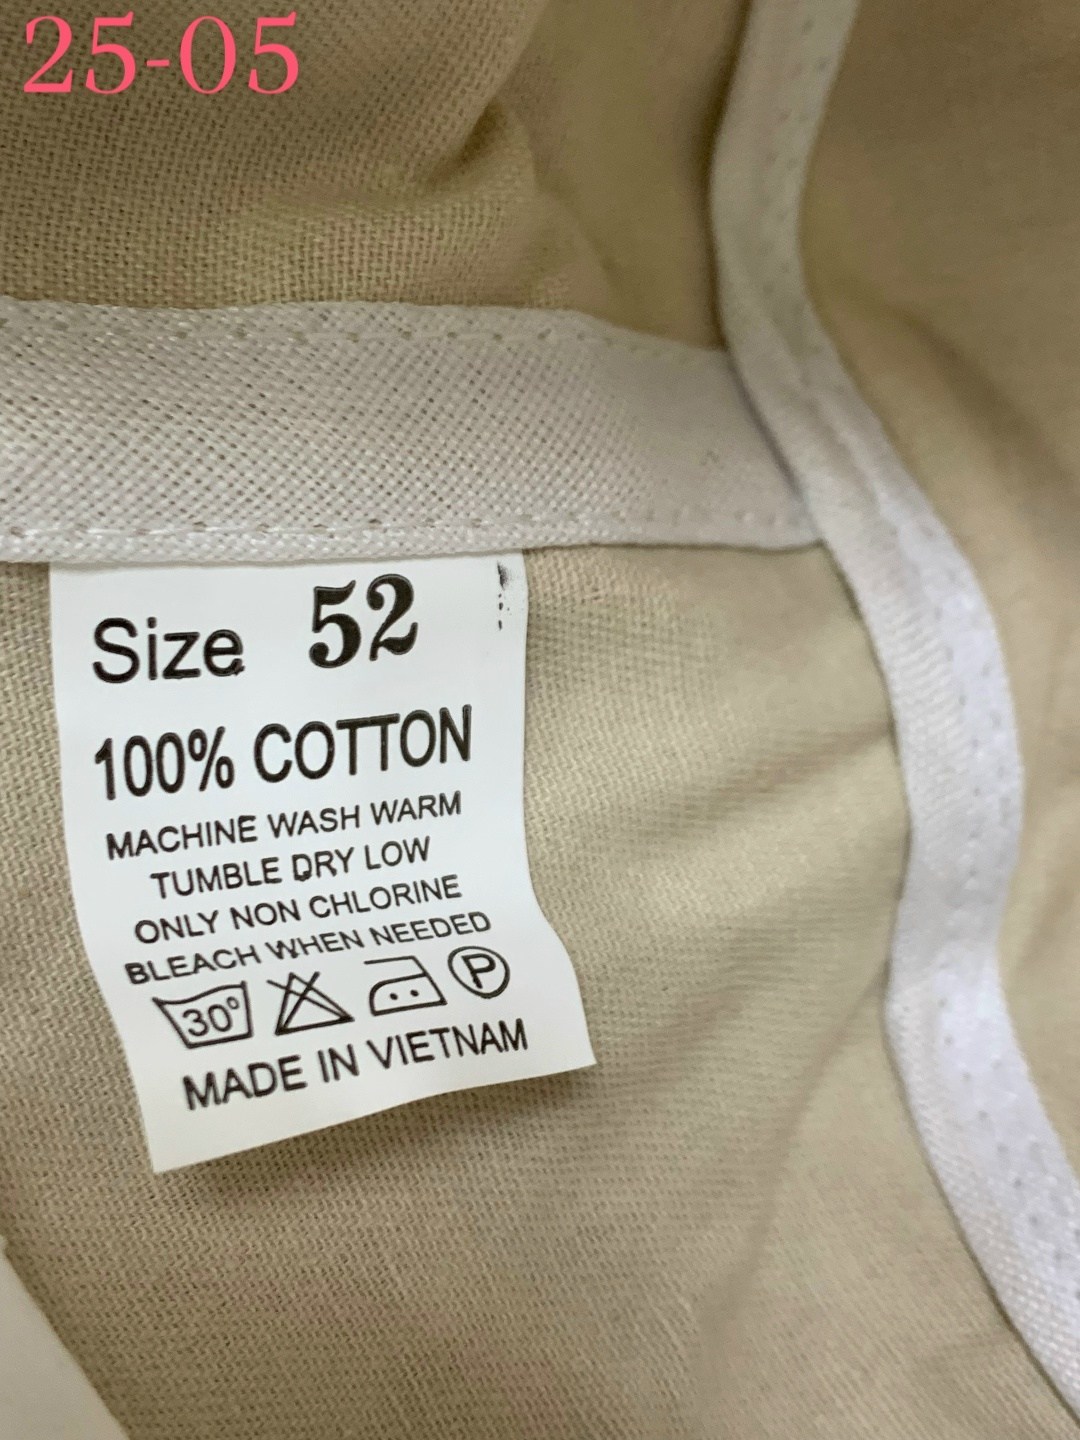 25-05
Size 52
100% COTTON
MACHINE WASH WARM
TUMBLE DRY LOW
ONLY NON CHLORINE
BLEACH WHEN NEEDED
30° P
MADE IN VIETNAM